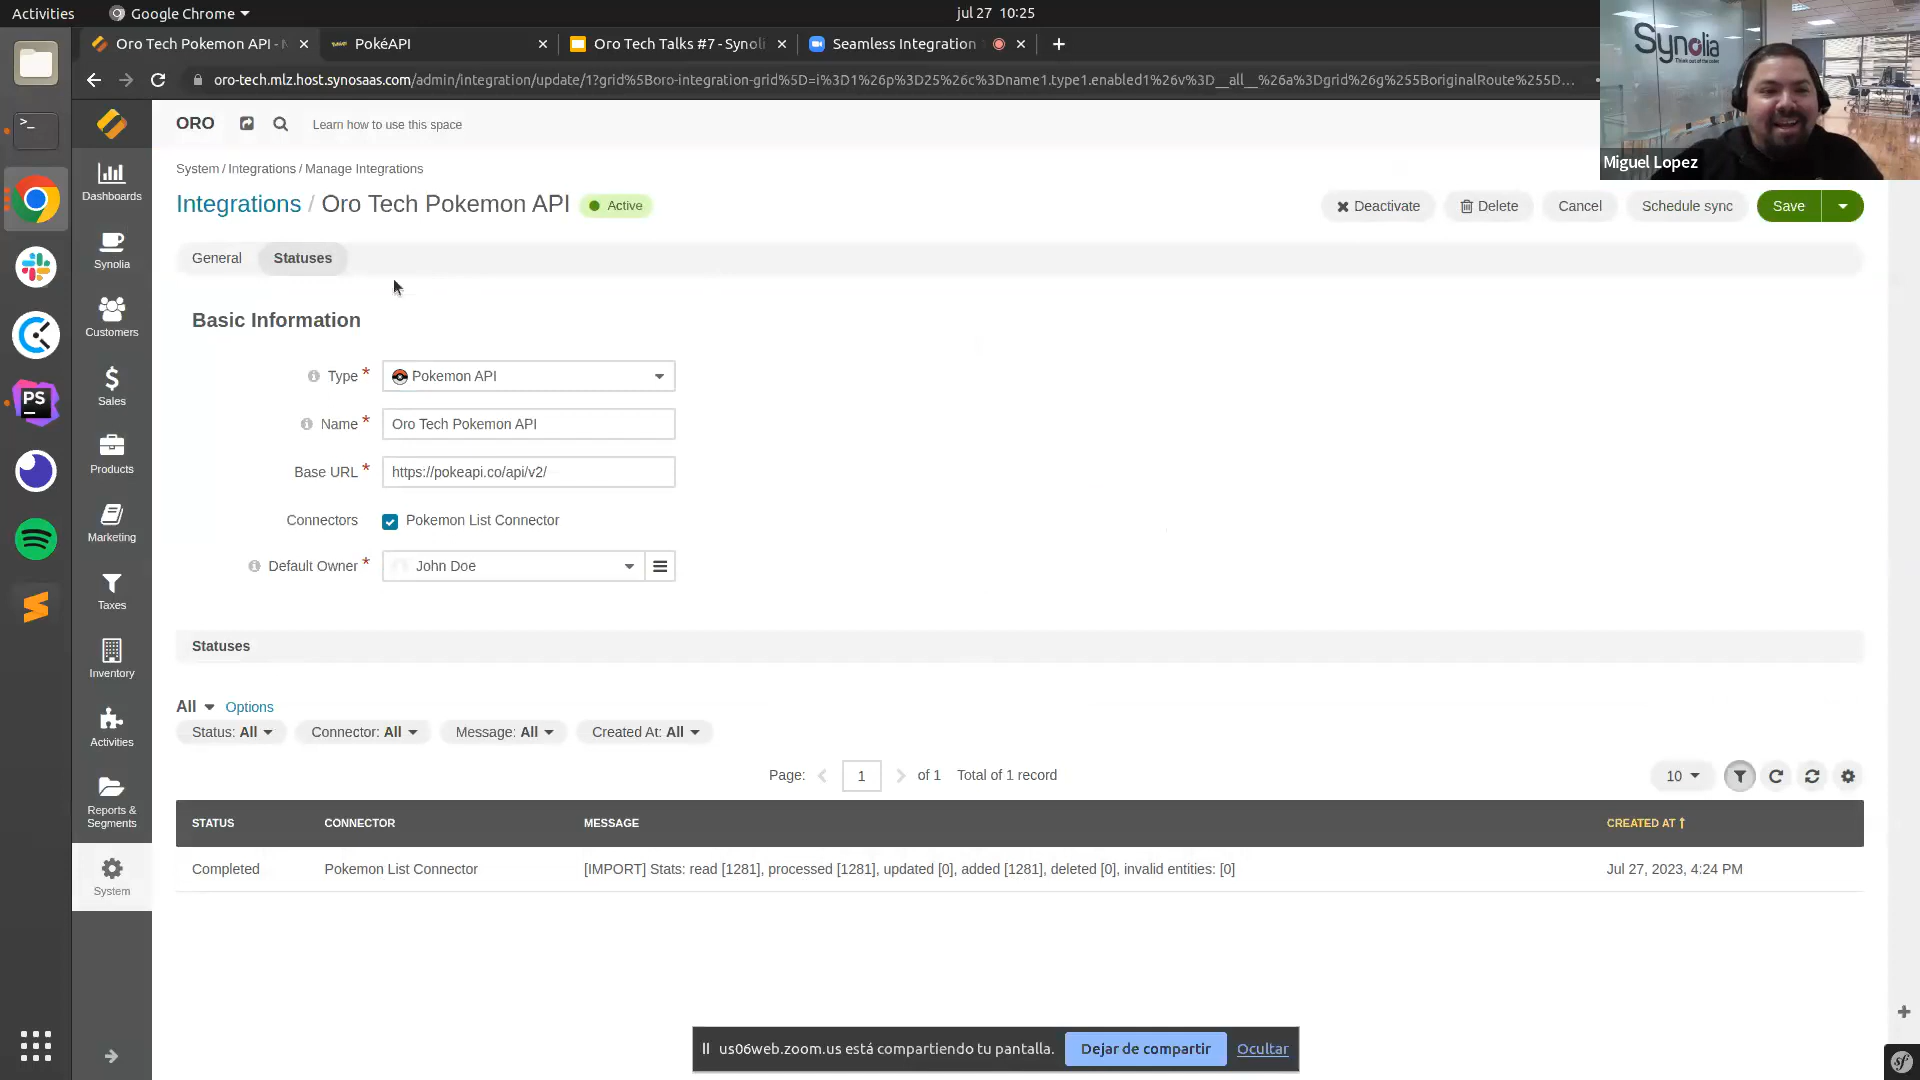 Activities
Google Chrome
jul 27 10:25
Oro Tech Pokemon API - N
PokéAPI
Oro Tech Talks #7 - Synoli
Seamless Integration
oro-tech.mlz.host.synosaas.com/admin/integration/update/1?grid%5Boro-integration-grid%5D=i%3D1%26p%3D25%26c%3Dname1.type1.enabled1%26v%3D__all__%26a%3Dgrid%26g%255BoriginalRoute%255D...
Synolia
Think out of the color
Miguel Lopez
ORO
Learn how to use this space
System / Integrations / Manage Integrations
Integrations / Oro Tech Pokemon API
Active
Deactivate
Delete
Cancel
Schedule sync
Save
General
Statuses
Dashboards
Synolia
Customers
Sales
Products
Marketing
Taxes
Inventory
Activities
Reports &
Segments
System
PS
Basic Information
Type *
Pokemon API
Name *
Oro Tech Pokemon API
Base URL *
https://pokeapi.co/api/v2/
Connectors
Pokemon List Connector
Default Owner *
John Doe
Statuses
All
Options
Status: All
Connector: All
Message: All
Created At: All
Page:
1
of 1
Total of 1 record
10
STATUS
CONNECTOR
MESSAGE
CREATED AT
Completed
Pokemon List Connector
[IMPORT] Stats: read [1281], processed [1281], updated [0], added [1281], deleted [0], invalid entities: [0]
Jul 27, 2023, 4:24 PM
us06web.zoom.us está compartiendo tu pantalla.
Dejar de compartir
Ocultar
sf